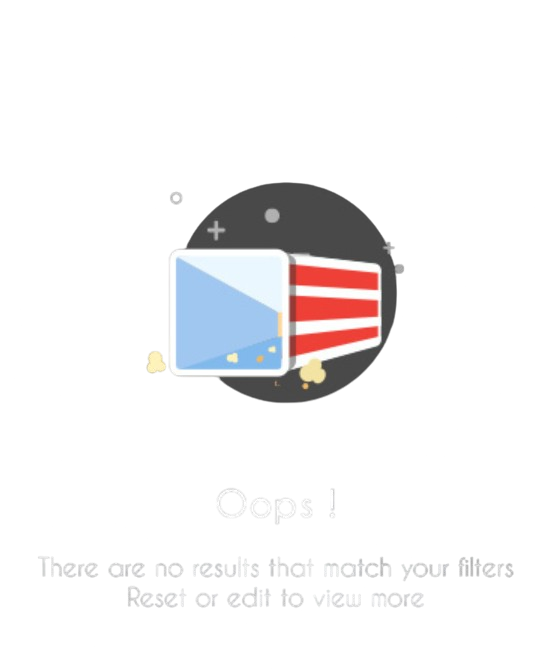 Oops !
There are no results that match your filters
Reset or edit to view more